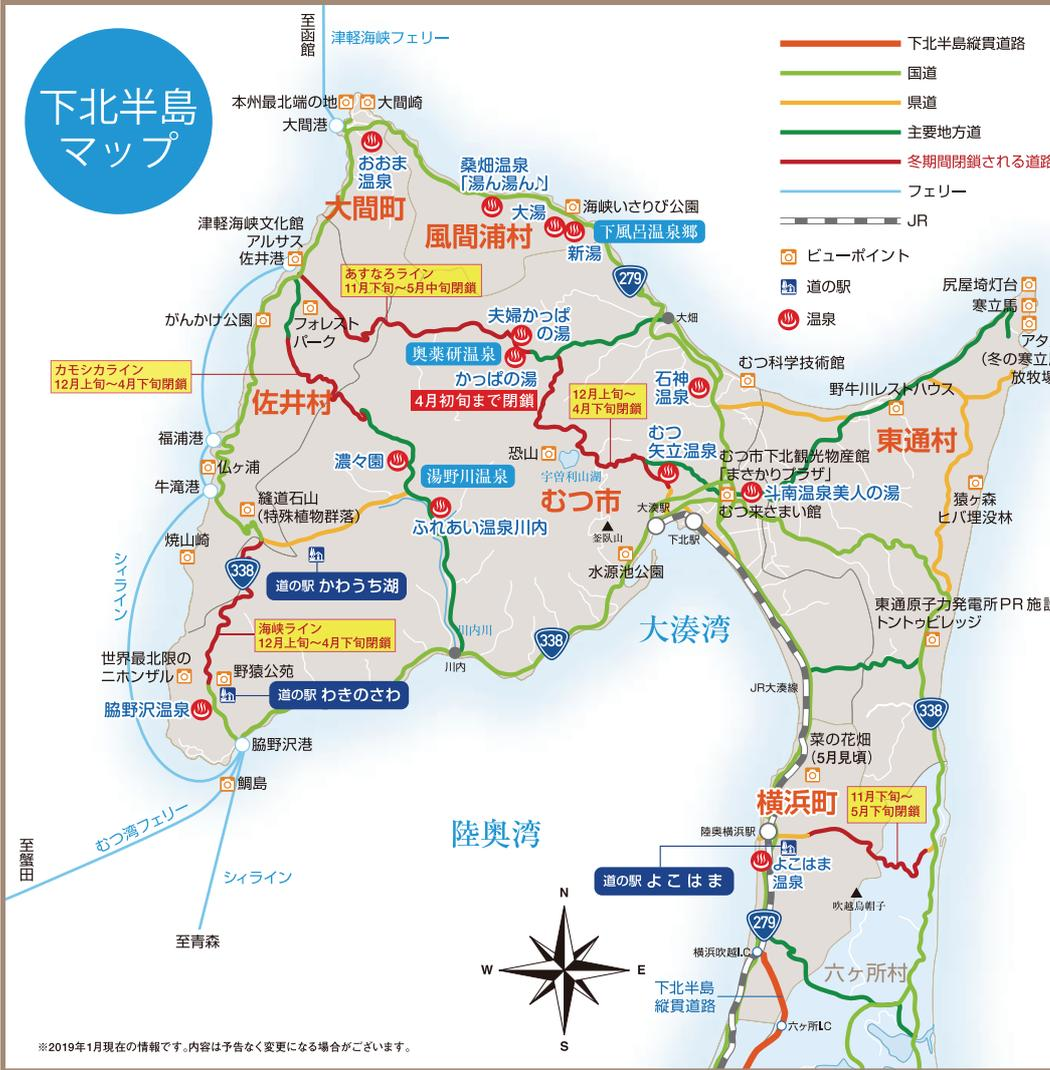 下北半島
マップ
至函館
津軽海峡フェリー
下北半島縦貫道路
国道
県道
主要地方道
冬期間閉鎖される道路
フェリー
JR
ビューポイント
道の駅
温泉
本州最北端の地
大間崎
大間港
おおま
温泉
大間町
桑畑温泉
「湯ん湯ん♪」
風間浦村
大湯
新湯
海峡いさりび公園
下風呂温泉郷
279
津軽海峡文化館
アルサス
佐井港
あすなろライン
11月下旬〜5月中旬閉鎖
がんかけ公園
フォレスト
パーク
夫婦かっぱ
の湯
奥薬研温泉
かっぱの湯
4月初旬まで閉鎖
大畑
尻屋埼灯台
寒立馬
アタ
(冬の寒立
放牧場
カモシカライン
12月上旬〜4月下旬閉鎖
佐井村
12月上旬〜
4月下旬閉鎖
石神
温泉
むつ科学技術館
野牛川レストハウス
東通村
福浦港
仏ヶ浦
牛滝港
濃々園
湯野川温泉
恐山
宇曽利山湖
むつ
矢立温泉
むつ市下北観光物産館
「まさかりプラザ」
斗南温泉美人の湯
むつ来さまい館
むつ市
猿ヶ森
ヒバ埋没林
縫道石山
(特殊植物群落)
ふれあい温泉川内
大湊駅
下北駅
釜臥山
水源池公園
焼山崎
338
道の駅 かわうち湖
シィライン
海峡ライン
12月上旬〜4月下旬閉鎖
川内川
川内
338
大湊湾
東通原子力発電所PR施設
トントゥビレッジ
世界最北限の
ニホンザル
野猿公苑
道の駅 わきのさわ
脇野沢温泉
脇野沢港
鯛島
JR大湊線
338
菜の花畑
(5月見頃)
横浜町
11月下旬〜
5月下旬閉鎖
むつ湾フェリー
至蟹田
シィライン
至青森
陸奥湾
陸奥横浜駅
道の駅 よこはま
よこはま
温泉
吹越烏帽子
279
横浜吹越I.C
六ヶ所村
下北半島
縦貫道路
六ヶ所I.C
N
W
E
S
※2019年1月現在の情報です。内容は予告なく変更になる場合がございます。